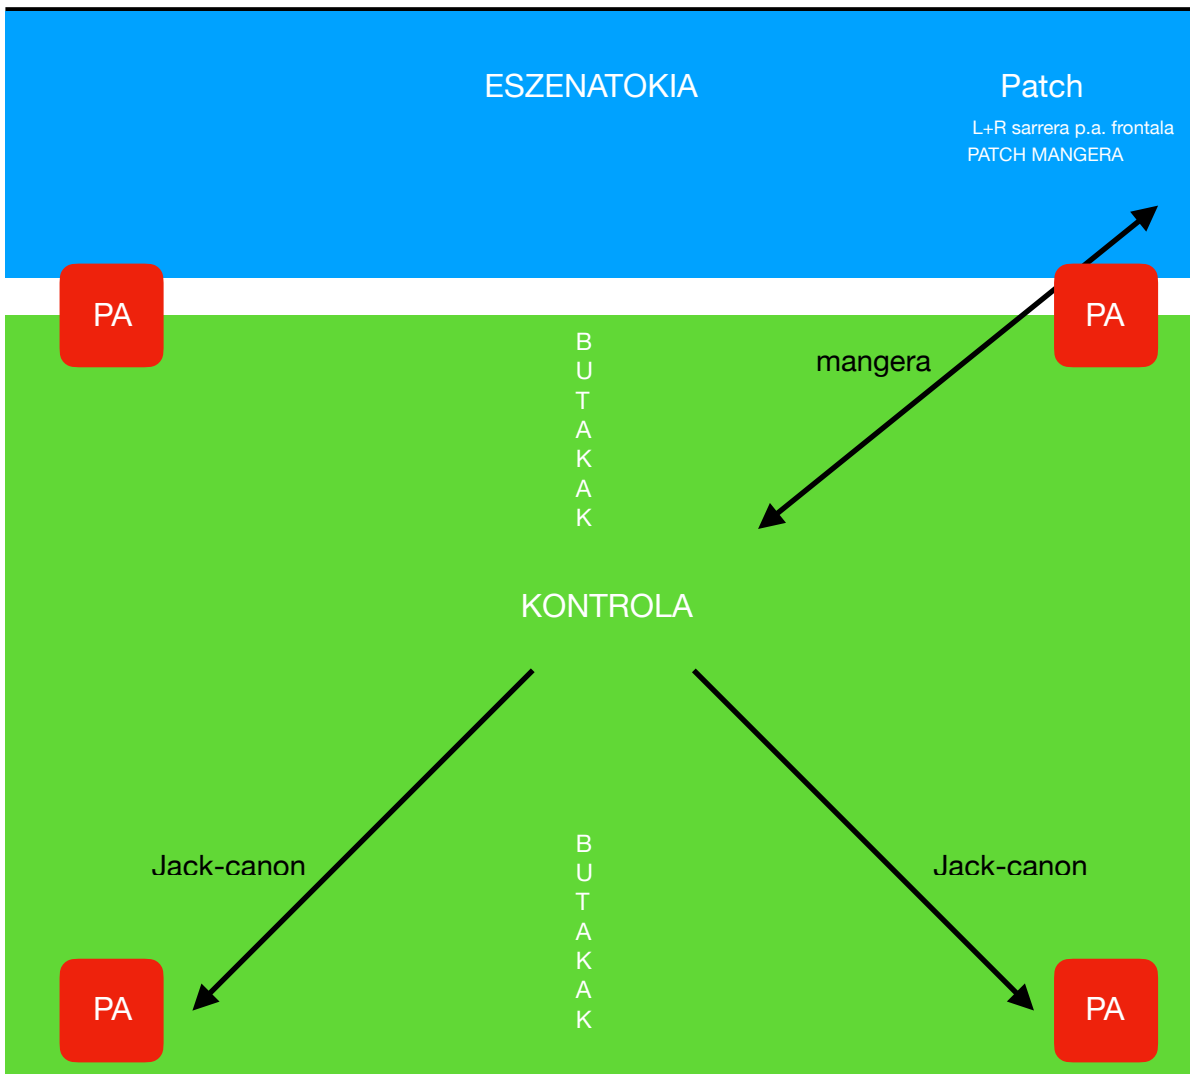 ESZENATOKIA
Patch
L+R sarrera p.a. frontala
PATCH MANGERA
PA
PA
BUTAKAK
mangera
KONTROLA
Jack-canon
Jack-canon
BUTAKAK
PA
PA